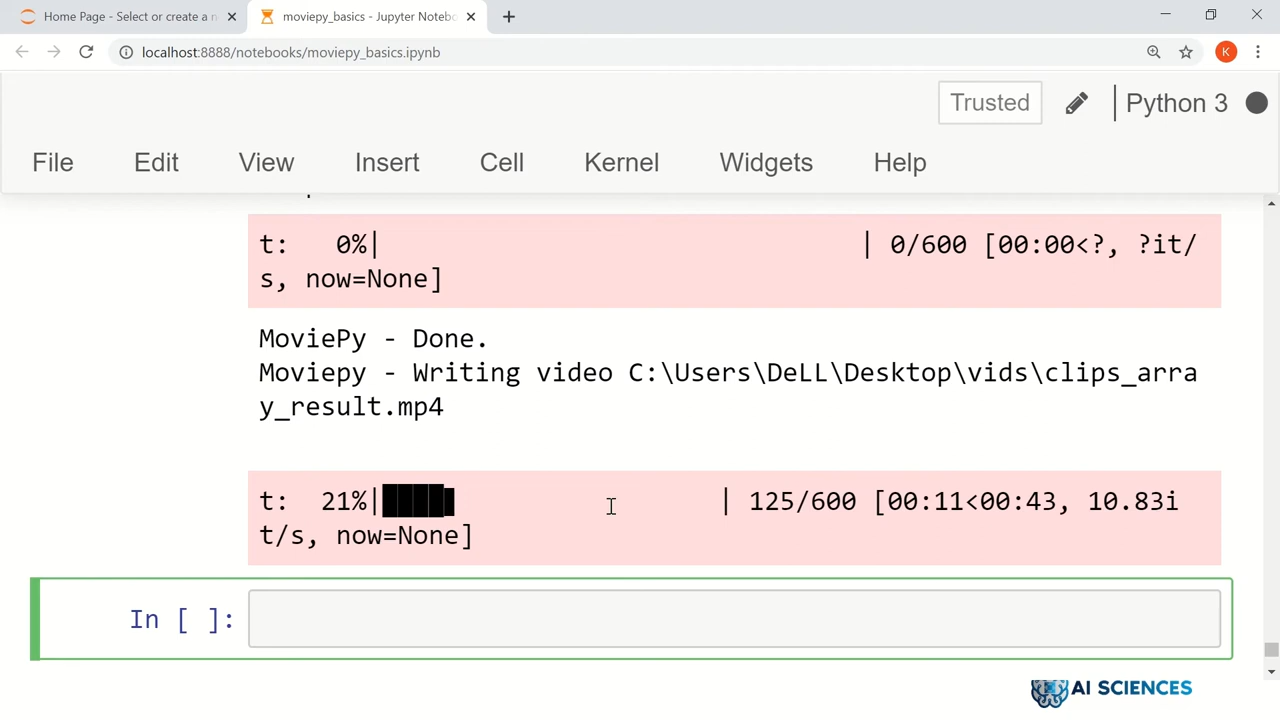 Home Page - Select or create a n
moviepy_basics - Jupyter Notebo
localhost:8888/notebooks/moviepy_basics.ipynb
K
Trusted
Python 3
File Edit View Insert Cell Kernel Widgets Help
t:   0%|          | 0/600 [00:00<?, ?it/
s, now=None]
MoviePy - Done.
Moviepy - Writing video C:\Users\DeLL\Desktop\vids\clips_arra
y_result.mp4
t:  21%|████▋          | 125/600 [00:11<00:43, 10.83i
t/s, now=None]
In [ ]:
AI SCIENCES